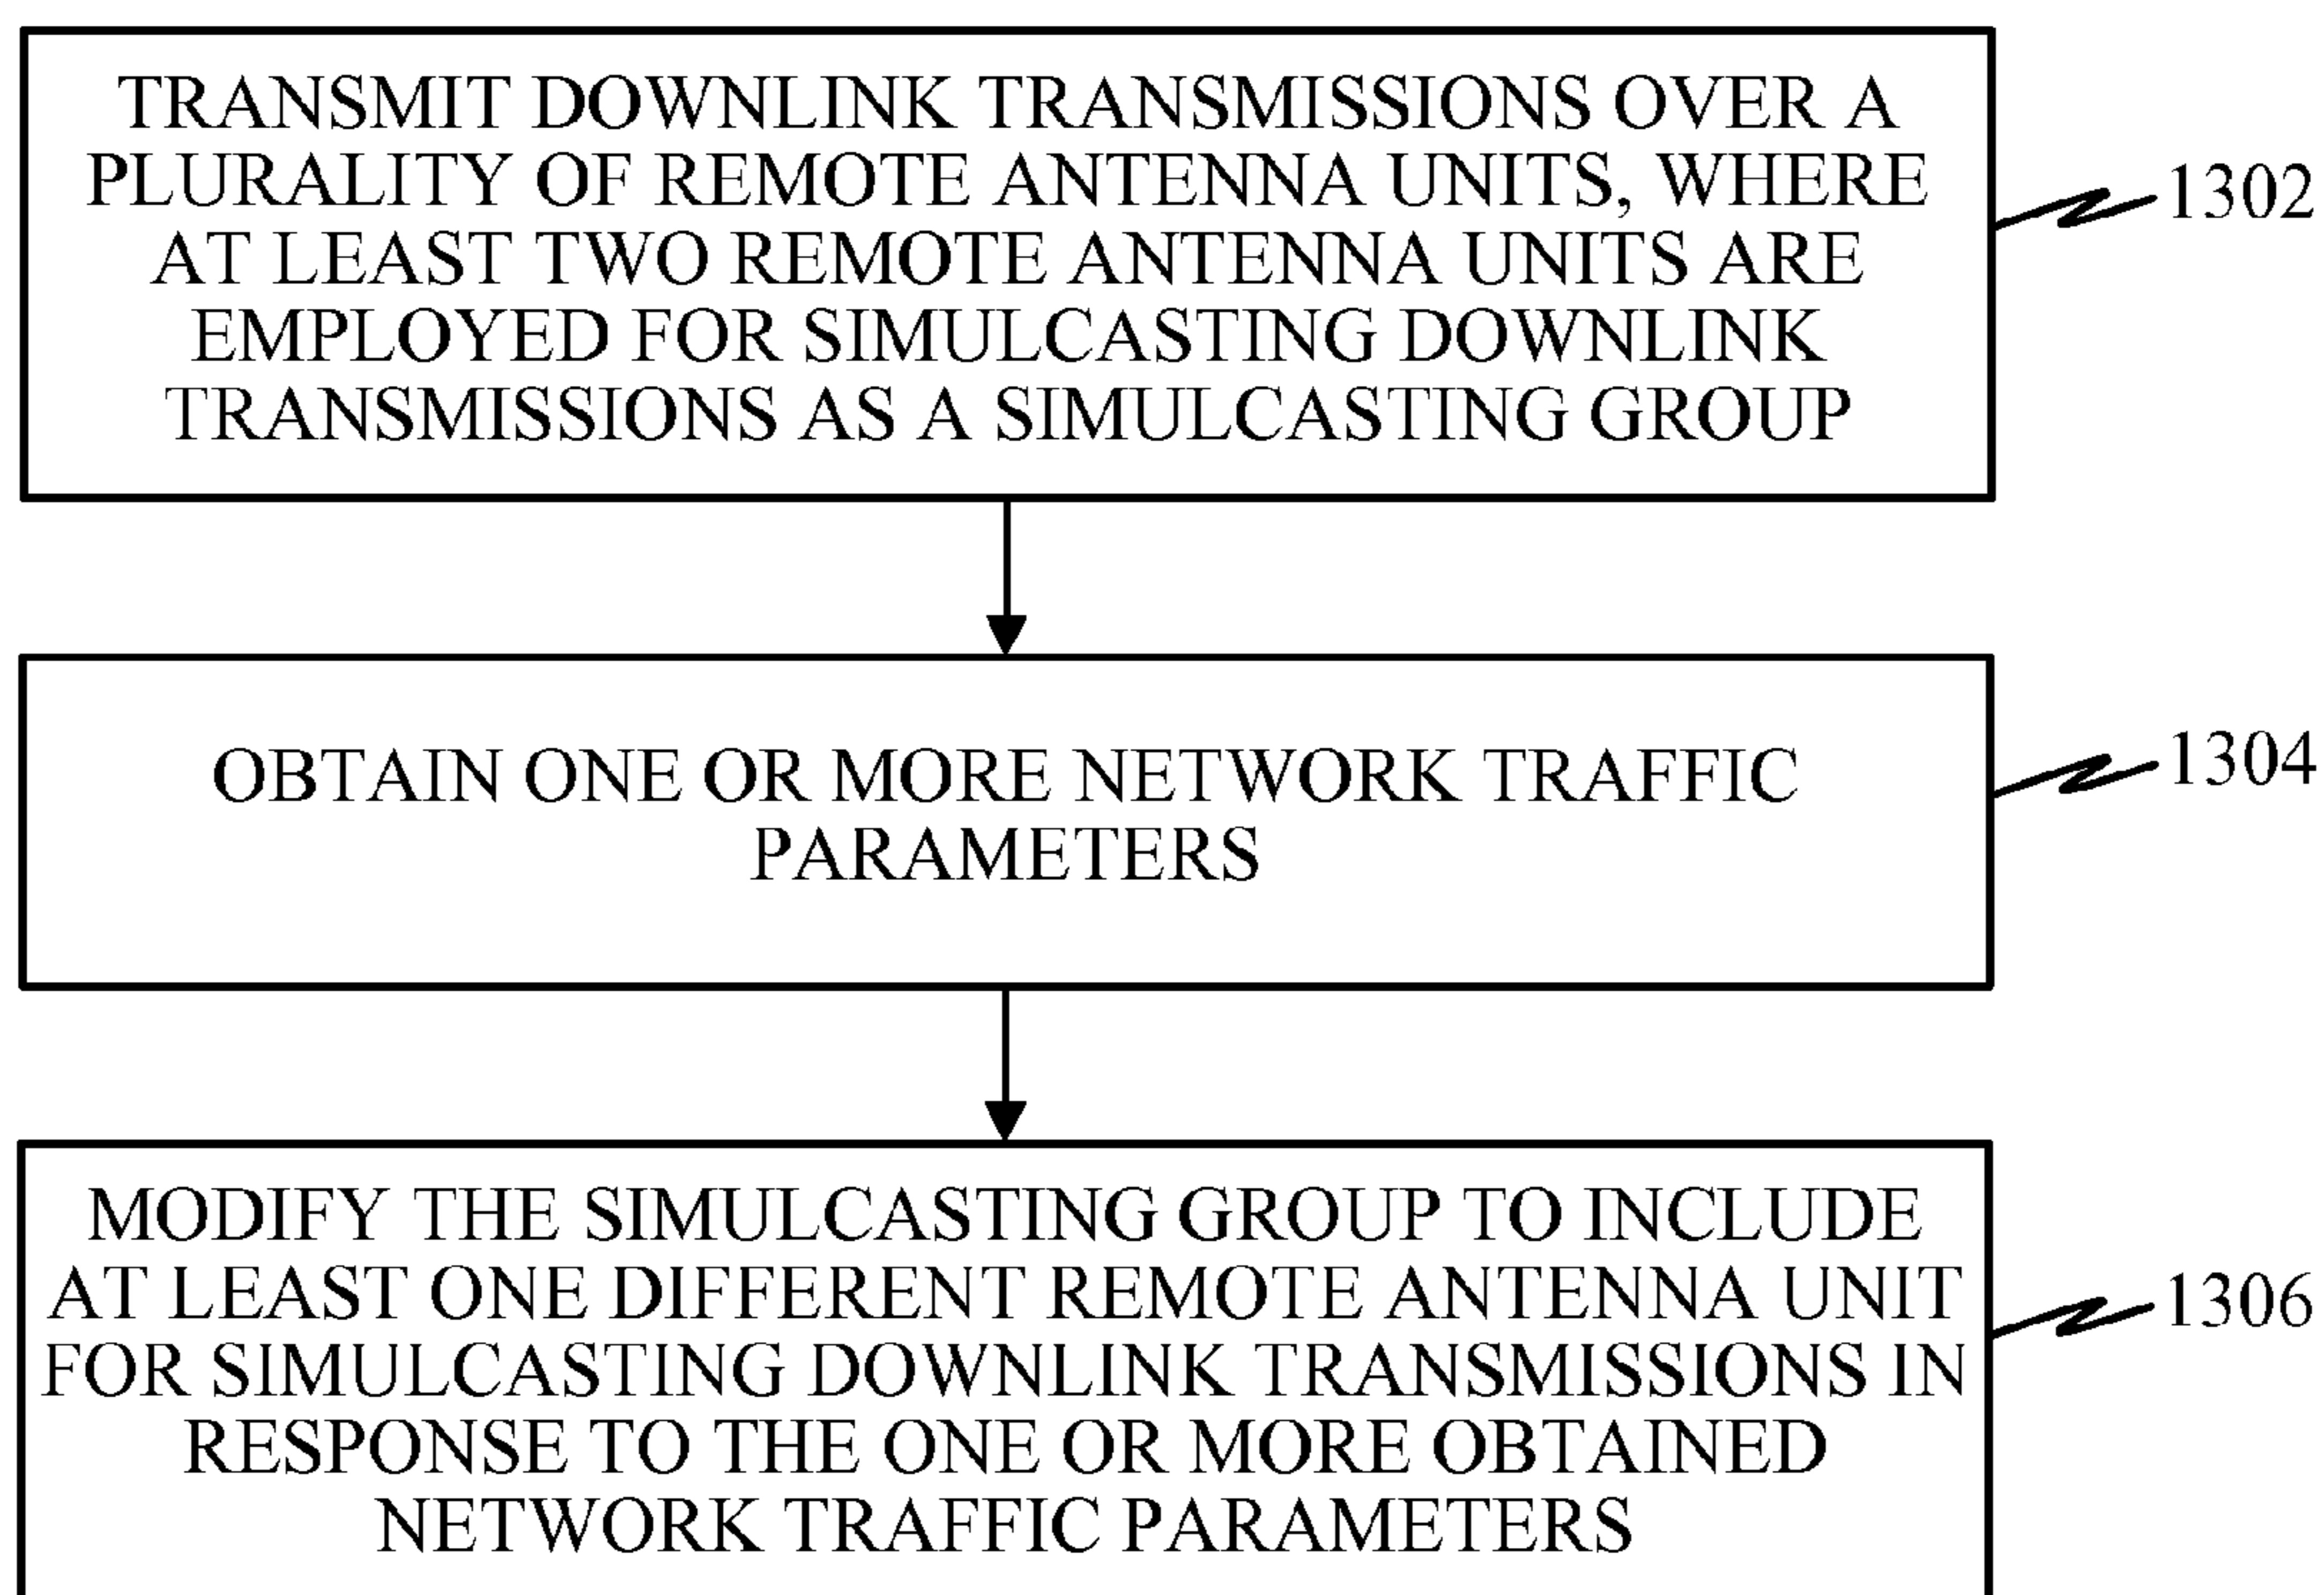 TRANSMIT DOWNLINK TRANSMISSIONS OVER A
PLURALITY OF REMOTE ANTENNA UNITS, WHERE
AT LEAST TWO REMOTE ANTENNA UNITS ARE
EMPLOYED FOR SIMULCASTING DOWNLINK
TRANSMISSIONS AS A SIMULCASTING GROUP
1302
OBTAIN ONE OR MORE NETWORK TRAFFIC
PARAMETERS
1304
MODIFY THE SIMULCASTING GROUP TO INCLUDE
AT LEAST ONE DIFFERENT REMOTE ANTENNA UNIT
FOR SIMULCASTING DOWNLINK TRANSMISSIONS IN
RESPONSE TO THE ONE OR MORE OBTAINED
NETWORK TRAFFIC PARAMETERS
1306